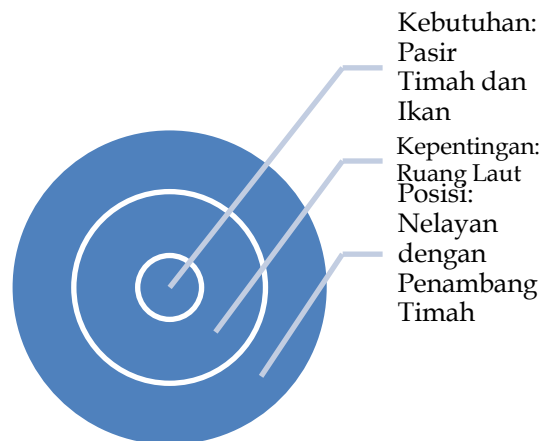 Kebutuhan:
Pasir
Timah dan
Ikan
Kepentingan:
Ruang Laut
Posisi:
Nelayan
dengan
Penambang
Timah